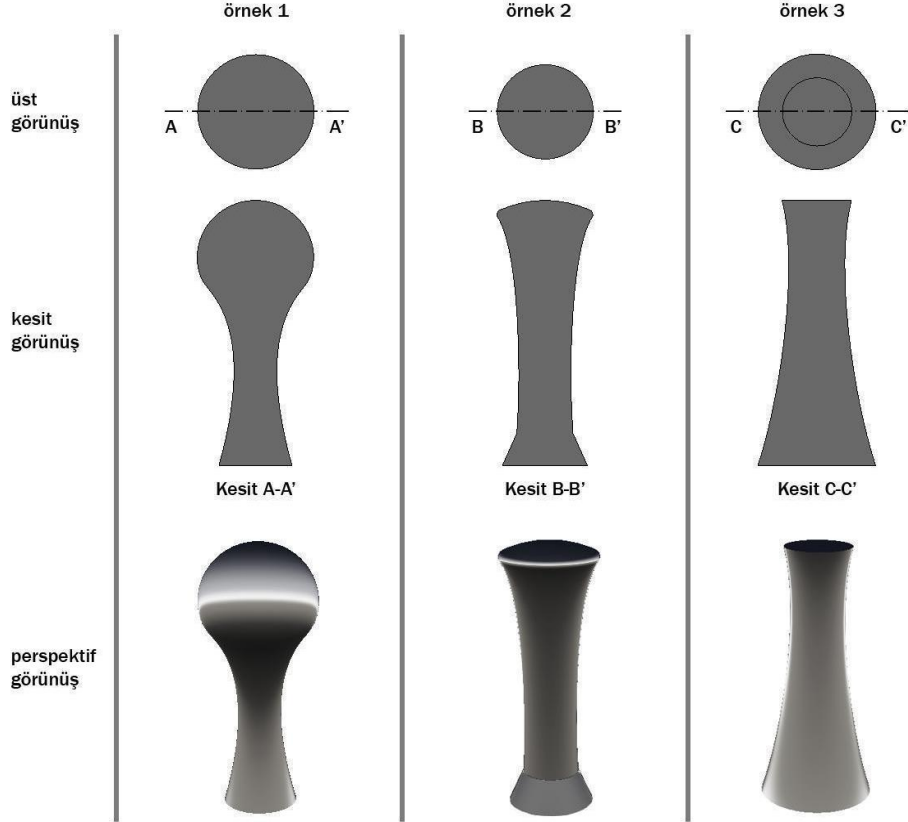 örnek 1
örnek 2
örnek 3
üst
görünüş
A
A'
B
B'
C
C'
kesit
görünüş
Kesit A-A'
Kesit B-B'
Kesit C-C'
perspektif
görünüş